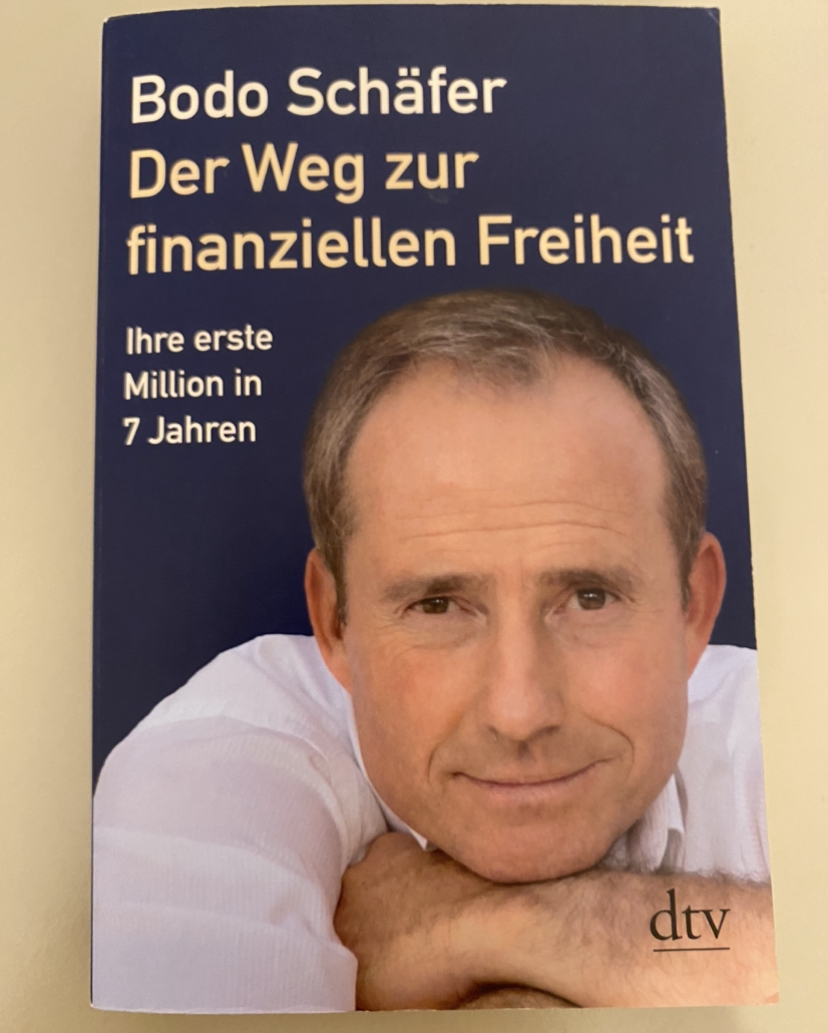 Bodo Schäfer
Der Weg zur
finanziellen Freiheit
Ihre erste
Million in
7 Jahren
dtv